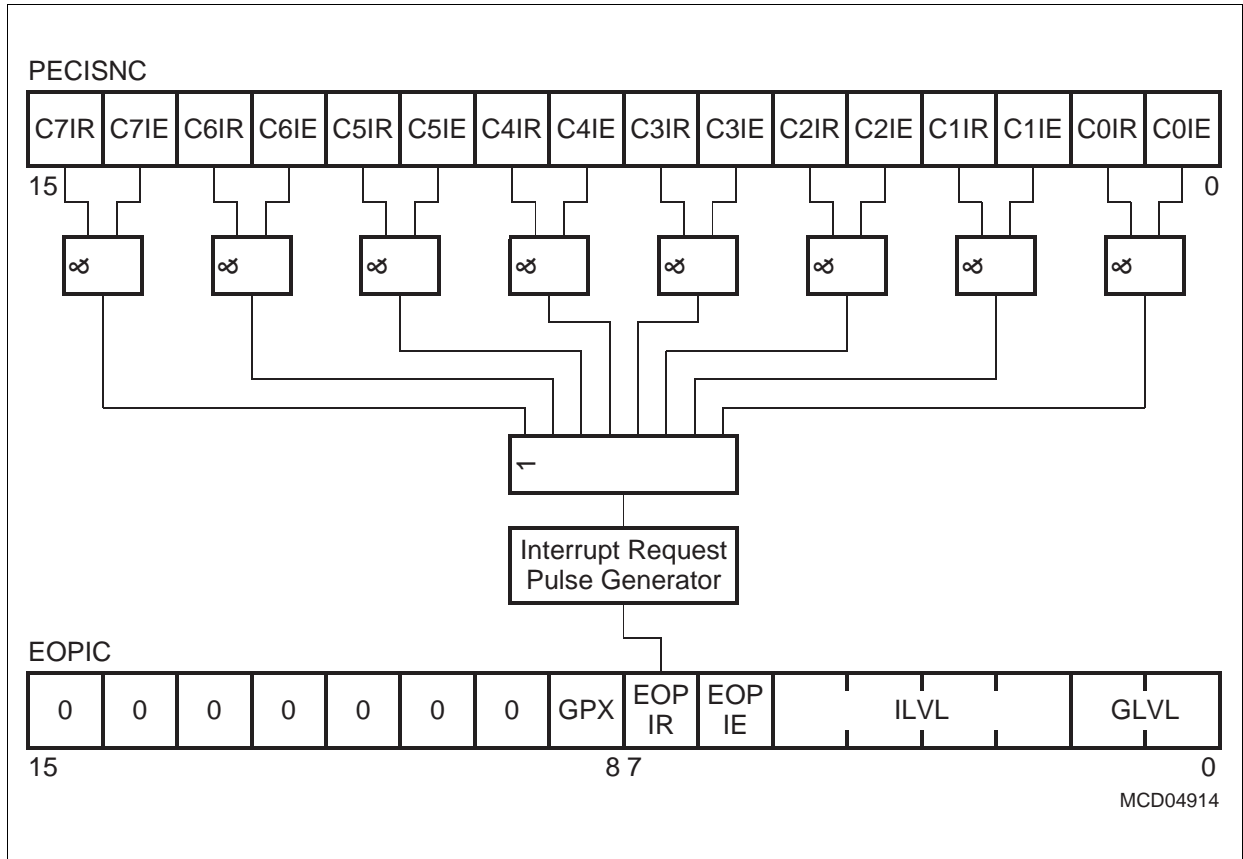 PECISNC
C7IR C7IE C6IR C6IE C5IR C5IE C4IR C4IE C3IR C3IE C2IR C2IE C1IR C1IE C0IR C0IE
15 0
& & & & & & & &
1
Interrupt Request
Pulse Generator
EOPIC
0 0 0 0 0 0 0 GPX EOP IR EOP IE ILVL GLVL
15 8 7 0
MCD04914